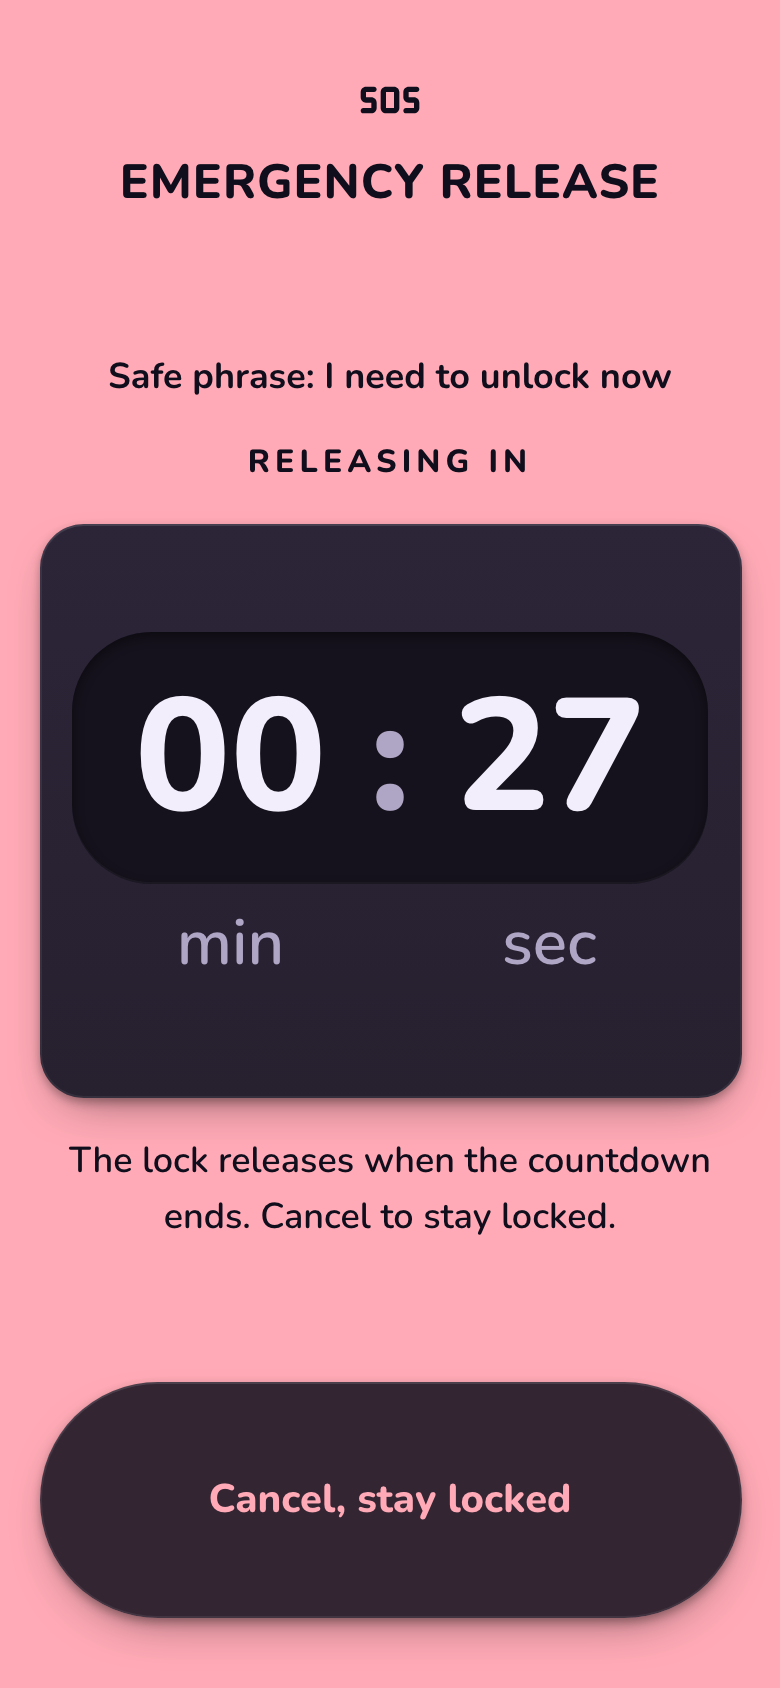 SOS
EMERGENCY RELEASE
Safe phrase: I need to unlock now
RELEASING IN
00 : 27
min sec
The lock releases when the countdown
ends. Cancel to stay locked.
Cancel, stay locked